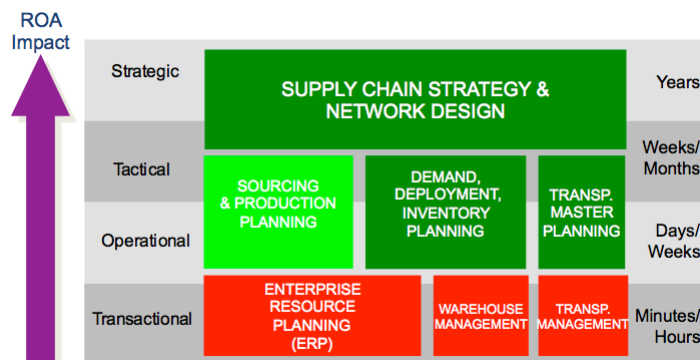 ROA
Impact
Strategic
SUPPLY CHAIN STRATEGY &
NETWORK DESIGN
Years
Tactical
Weeks/
Months
SOURCING
& PRODUCTION
PLANNING
DEMAND,
DEPLOYMENT,
INVENTORY
PLANNING
TRANSP.
MASTER
PLANNING
Operational
Days/
Weeks
Transactional
ENTERPRISE
RESOURCE
PLANNING
(ERP)
WAREHOUSE
MANAGEMENT
TRANSP.
MANAGEMENT
Minutes/
Hours